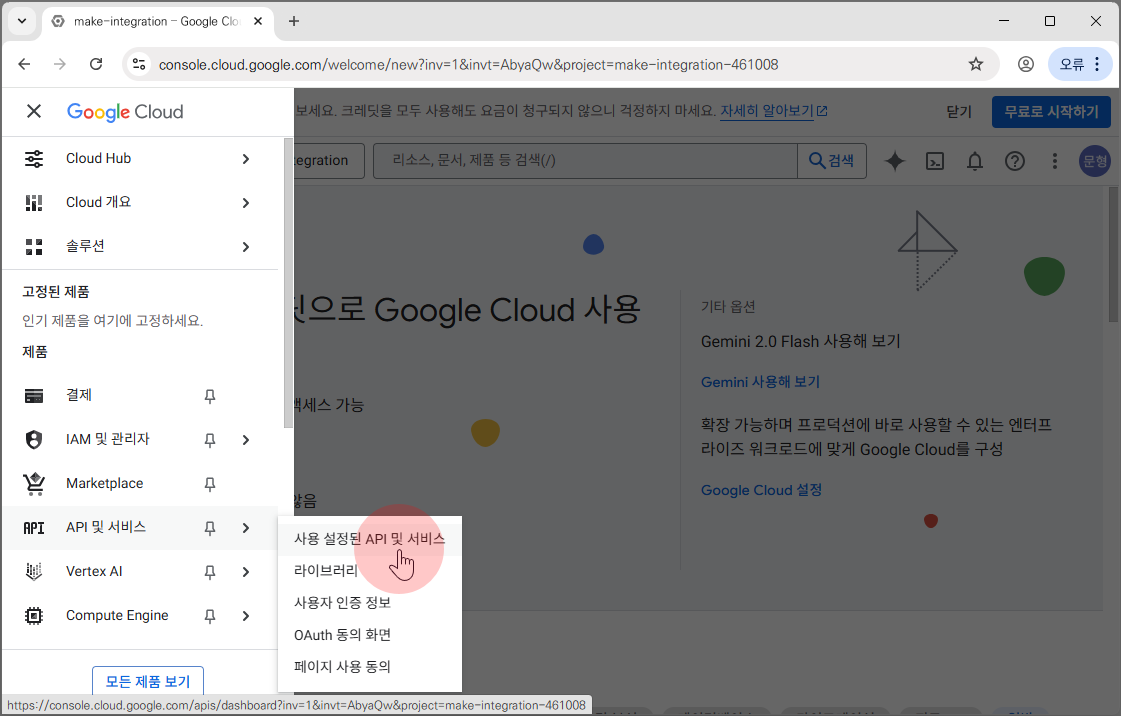 make-integration – Google Clo
console.cloud.google.com/welcome/new?inv=1&invt=AbyaQw&project=make-integration-461008
오류
Google Cloud
보세요. 크레딧을 모두 사용해도 요금이 청구되지 않으니 걱정하지 마세요. 자세히 알아보기
닫기
무료로 시작하기
Cloud Hub
tegration
리소스, 문서, 제품 등 검색(/)
검색
문형
Cloud 개요
솔루션
고정된 제품
인기 제품을 여기에 고정하세요.
제품
결제
IAM 및 관리자
Marketplace
API API 및 서비스
Vertex AI
Compute Engine
모든 제품 보기
사용 설정된 API 및 서비스
라이브러리
사용자 인증 정보
OAuth 동의 화면
페이지 사용 동의
으로 Google Cloud 사용
액세스 가능
않음
기타 옵션
Gemini 2.0 Flash 사용해 보기
Gemini 사용해 보기
확장 가능하며 프로덕션에 바로 사용할 수 있는 엔터프
라이즈 워크로드에 맞게 Google Cloud를 구성
Google Cloud 설정
https://console.cloud.google.com/apis/dashboard?inv=1&invt=AbyaQw&project=make-integration-461008